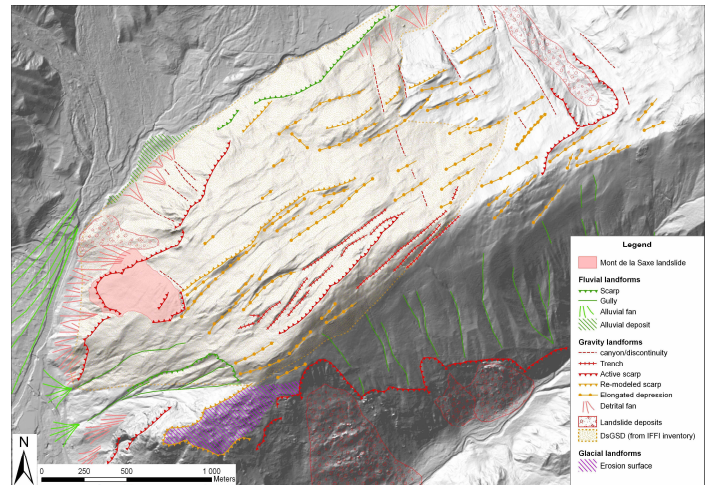 Legend
Mont de la Saxe landslide
Fluvial landforms
Scarp
Gully
Alluvial fan
Alluvial deposit
Gravity landforms
canyon/discontinuity
Trench
Active scarp
Re-modeled scarp
Elongated depression
Detrital fan
Landslide deposits
DsGSD (from IFFI inventory)
Glacial landforms
Erosion surface
N
0 250 500 1 000
Meters